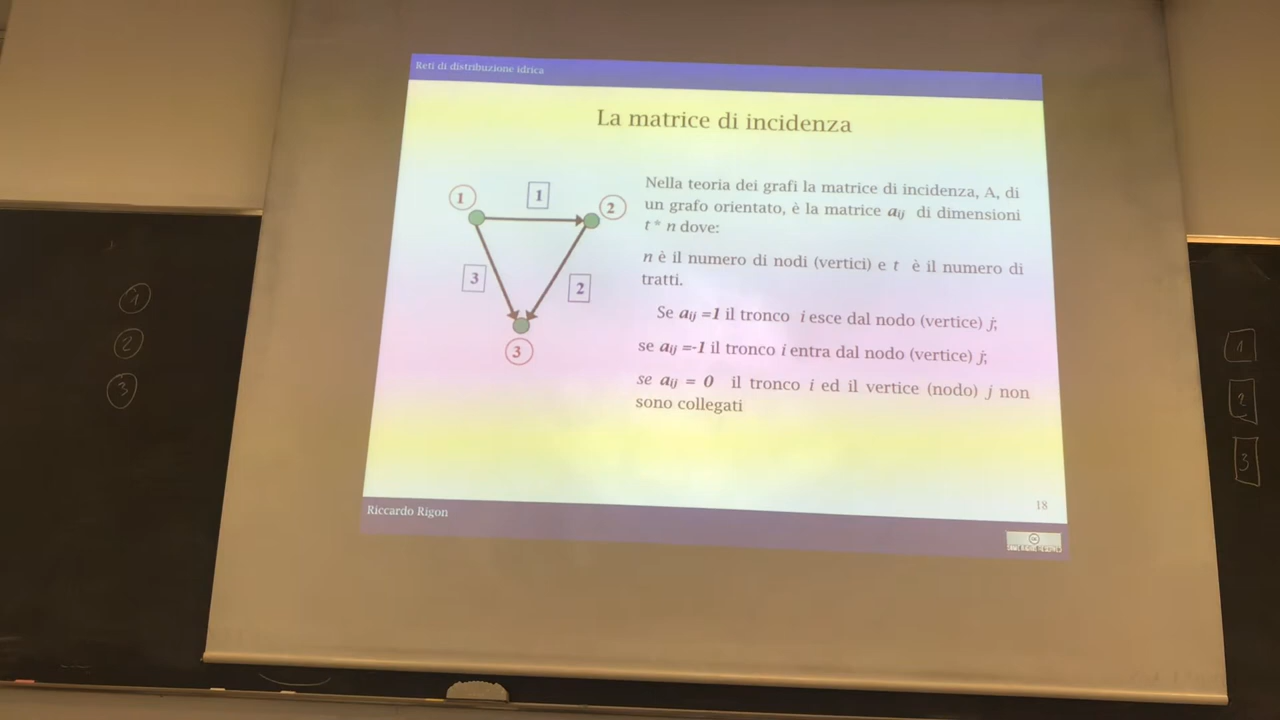 Reti di distribuzione idrica
La matrice di incidenza
1
1
2
3
2
3
Nella teoria dei grafi la matrice di incidenza, A, di
un grafo orientato, è la matrice aij di dimensioni
t * n dove:
n è il numero di nodi (vertici) e t è il numero di
tratti.
Se aij =1 il tronco i esce dal nodo (vertice) j;
se aij =-1 il tronco i entra dal nodo (vertice) j;
se aij = 0 il tronco i ed il vertice (nodo) j non
sono collegati
18
Riccardo Rigon
1
2
3
1
2
3